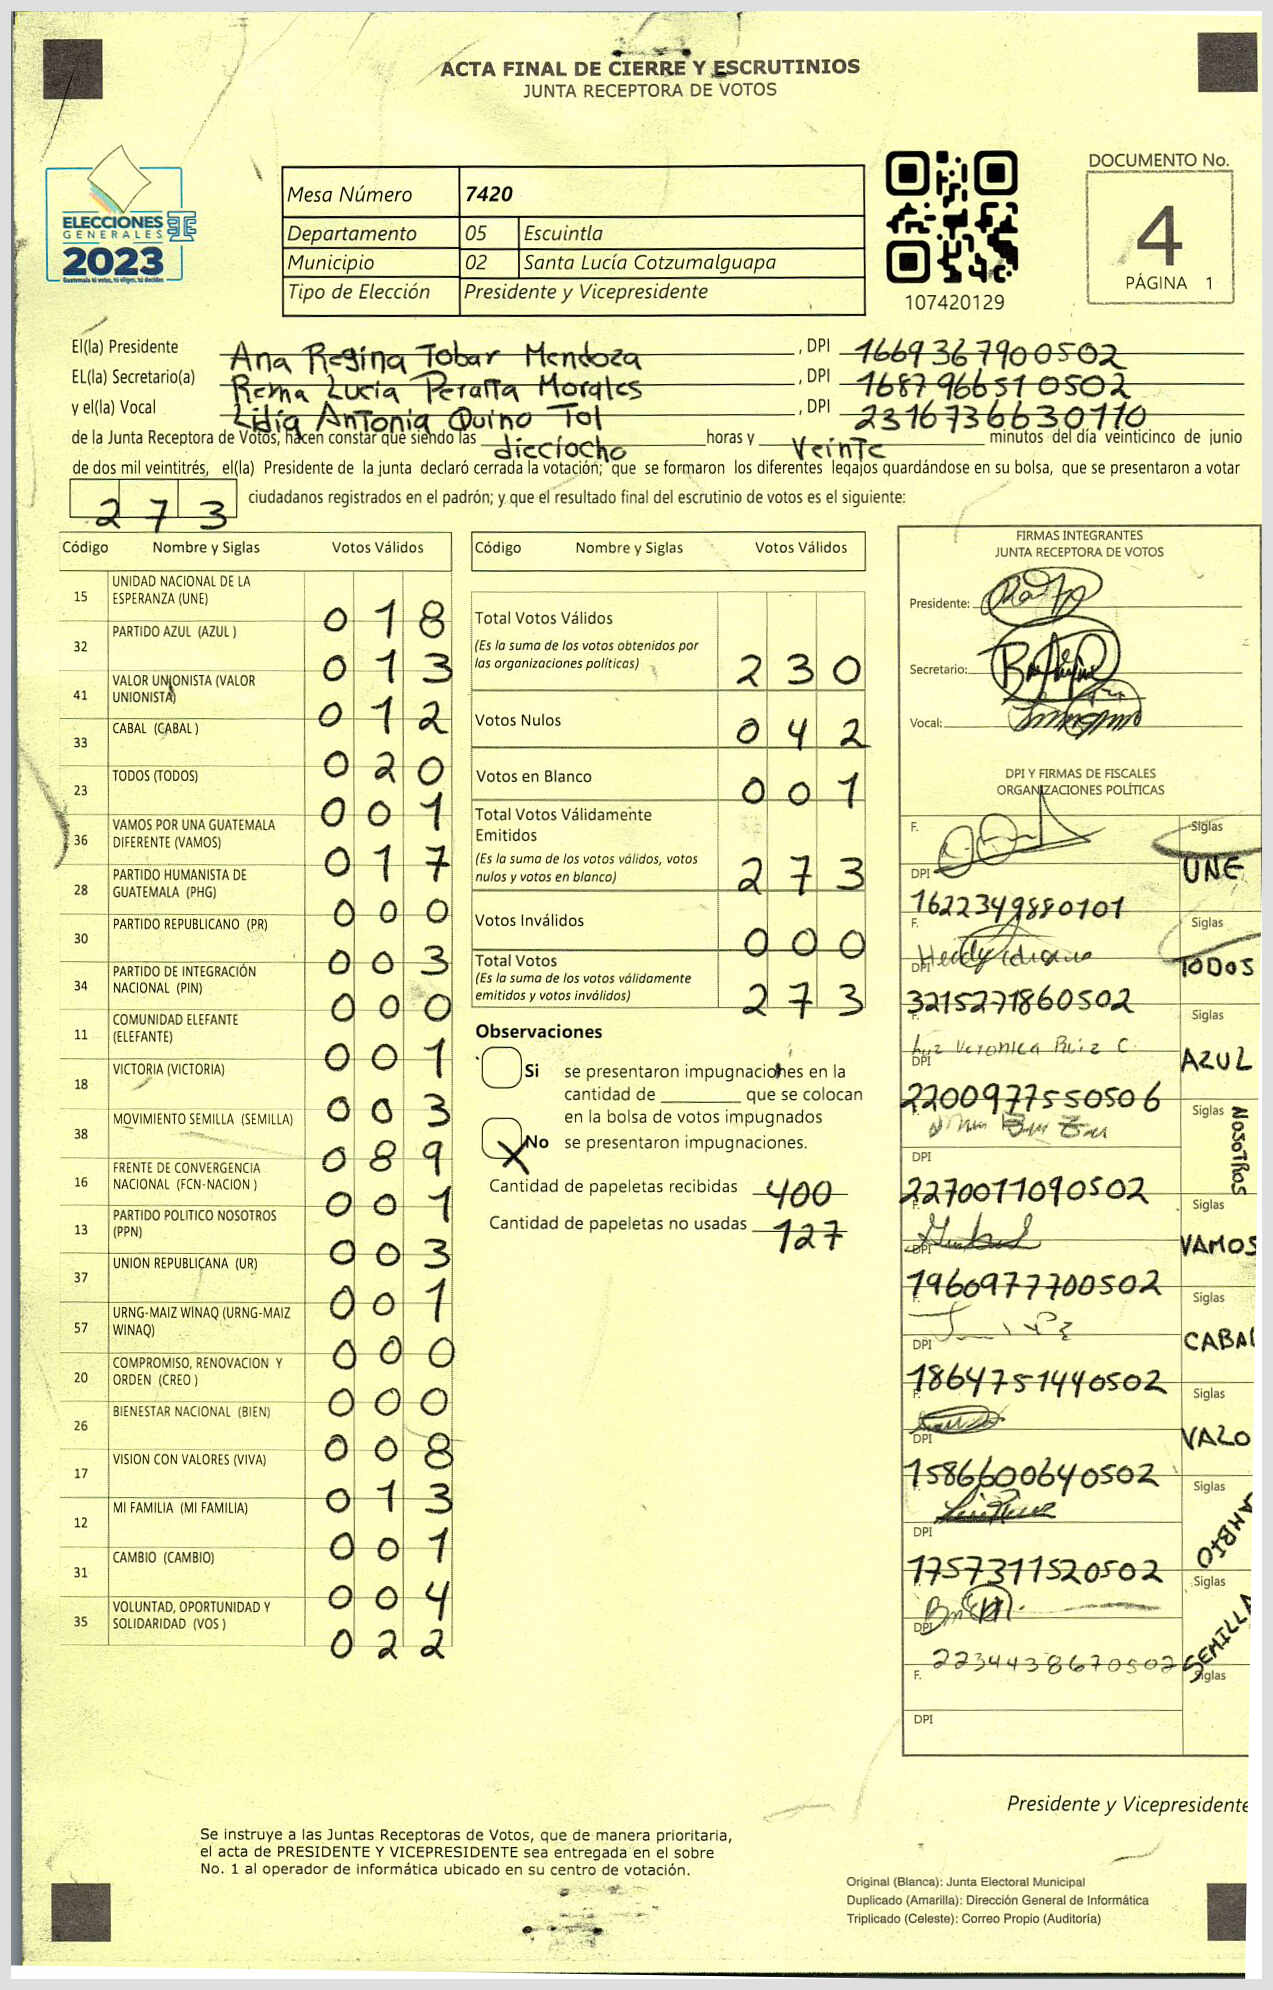 ACTA FINAL DE CIERRE Y ESCRUTINIOS
JUNTA RECEPTORA DE VOTOS
ELECCIONES
GENERALES
2023
Guatemala tú votas, tú eliges, tú decides
Mesa Número 7420
Departamento 05 Escuintla
Municipio 02 Santa Lucía Cotzumalguapa
Tipo de Elección Presidente y Vicepresidente
107420129
DOCUMENTO No.
4
PÁGINA 1
El(la) Presidente Ana Regina Tobar Mendoza , DPI 1669367900502
EL(la) Secretario(a) Rema Lucía Peralta Morales , DPI 1687966510502
y el(la) Vocal Lidia Antonia Quino Tol , DPI 2316736630110
de la Junta Receptora de Votos, hacen constar que siendo las dieciocho horas y veinte minutos del día veinticinco de junio
de dos mil veintitrés, el(la) Presidente de la junta declaró cerrada la votación; que se formaron los diferentes legajos guardándose en su bolsa, que se presentaron a votar
273 ciudadanos registrados en el padrón; y que el resultado final del escrutinio de votos es el siguiente:
Código Nombre y Siglas Votos Válidos
15 UNIDAD NACIONAL DE LA ESPERANZA (UNE) 018
32 PARTIDO AZUL (AZUL ) 013
41 VALOR UNIONISTA (VALOR UNIONISTA) 012
33 CABAL (CABAL ) 020
23 TODOS (TODOS) 001
36 VAMOS POR UNA GUATEMALA DIFERENTE (VAMOS) 017
28 PARTIDO HUMANISTA DE GUATEMALA (PHG) 000
30 PARTIDO REPUBLICANO (PR) 003
34 PARTIDO DE INTEGRACIÓN NACIONAL (PIN) 000
11 COMUNIDAD ELEFANTE (ELEFANTE) 001
18 VICTORIA (VICTORIA) 003
38 MOVIMIENTO SEMILLA (SEMILLA) 089
16 FRENTE DE CONVERGENCIA NACIONAL (FCN-NACION ) 001
13 PARTIDO POLITICO NOSOTROS (PPN) 003
37 UNION REPUBLICANA (UR) 001
57 URNG-MAIZ WINAQ (URNG-MAIZ WINAQ) 000
20 COMPROMISO, RENOVACION Y ORDEN (CREO ) 000
26 BIENESTAR NACIONAL (BIEN) 008
17 VISION CON VALORES (VIVA) 013
12 MI FAMILIA (MI FAMILIA) 001
31 CAMBIO (CAMBIO) 004
35 VOLUNTAD, OPORTUNIDAD Y SOLIDARIDAD (VOS ) 022
Código Nombre y Siglas Votos Válidos
Total Votos Válidos
(Es la suma de los votos obtenidos por
las organizaciones políticas) 230
Votos Nulos 042
Votos en Blanco 001
Total Votos Válidamente
Emitidos
(Es la suma de los votos válidos, votos
nulos y votos en blanco) 273
Votos Inválidos 000
Total Votos
(Es la suma de los votos válidamente
emitidos y votos inválidos) 273
Observaciones
Si se presentaron impugnaciones en la
cantidad de ________ que se colocan
en la bolsa de votos impugnados
X No se presentaron impugnaciones.
Cantidad de papeletas recibidas 400
Cantidad de papeletas no usadas 127
FIRMAS INTEGRANTES
JUNTA RECEPTORA DE VOTOS
Presidente:
Secretario:
Vocal:
DPI Y FIRMAS DE FISCALES
ORGANIZACIONES POLÍTICAS
F. Siglas UNE
DPI 1622349880101
F. Siglas TODOS
DPI 3215271860502
F. Luz Veronica Ruiz C. Siglas AZUL
DPI 2200977550506
F. Siglas NOSOTROS
DPI 2270011090502
F. Siglas VAMOS
DPI 1960977700502
F. Siglas CABAL
DPI 1864751440502
Siglas VALO
DPI 1586600640502
F. Siglas AMBIO
DPI 1757311520502
F. Siglas SEMILLA
DPI 2234438670502
F. Siglas
DPI
Presidente y Vicepresidente
Se instruye a las Juntas Receptoras de Votos, que de manera prioritaria,
el acta de PRESIDENTE Y VICEPRESIDENTE sea entregada en el sobre
No. 1 al operador de informática ubicado en su centro de votación.
Original (Blanca): Junta Electoral Municipal
Duplicado (Amarilla): Dirección General de Informática
Triplicado (Celeste): Correo Propio (Auditoría)